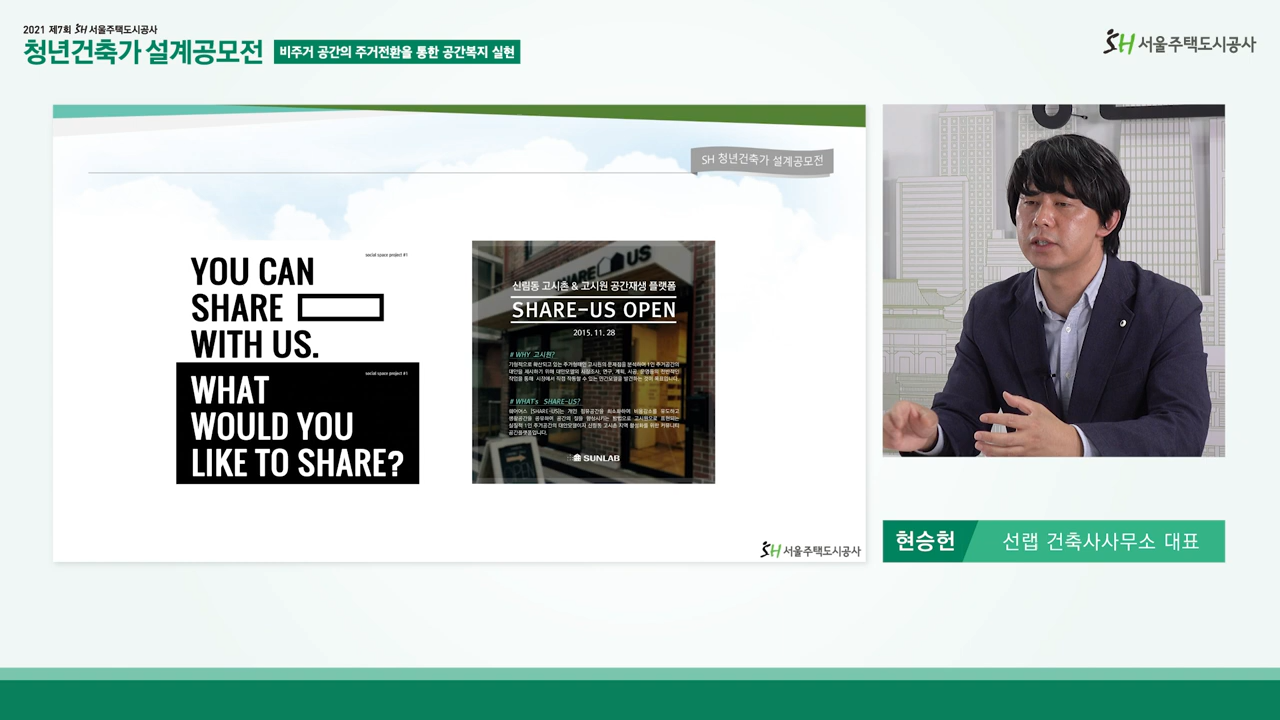 2021 제7회 SH 서울주택도시공사
청년건축가 설계공모전 비주거 공간의 주거전환을 통한 공간복지 실현
SH 서울주택도시공사
SH 청년건축가 설계공모전
social space project #1
YOU CAN
SHARE
WITH US.
social space project #1
WHAT
WOULD YOU
LIKE TO SHARE?
SHARE US
산림동 고시촌 & 고시원 공간재생 플랫폼
SHARE-US OPEN
2015. 11. 28
# WHY 고시원?
# WHAT's SHARE-US?
SUNLAB
SH 서울주택도시공사
현승헌 선랩 건축사사무소 대표